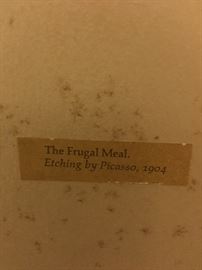 The Frugal Meal.
Etching by Picasso, 1904